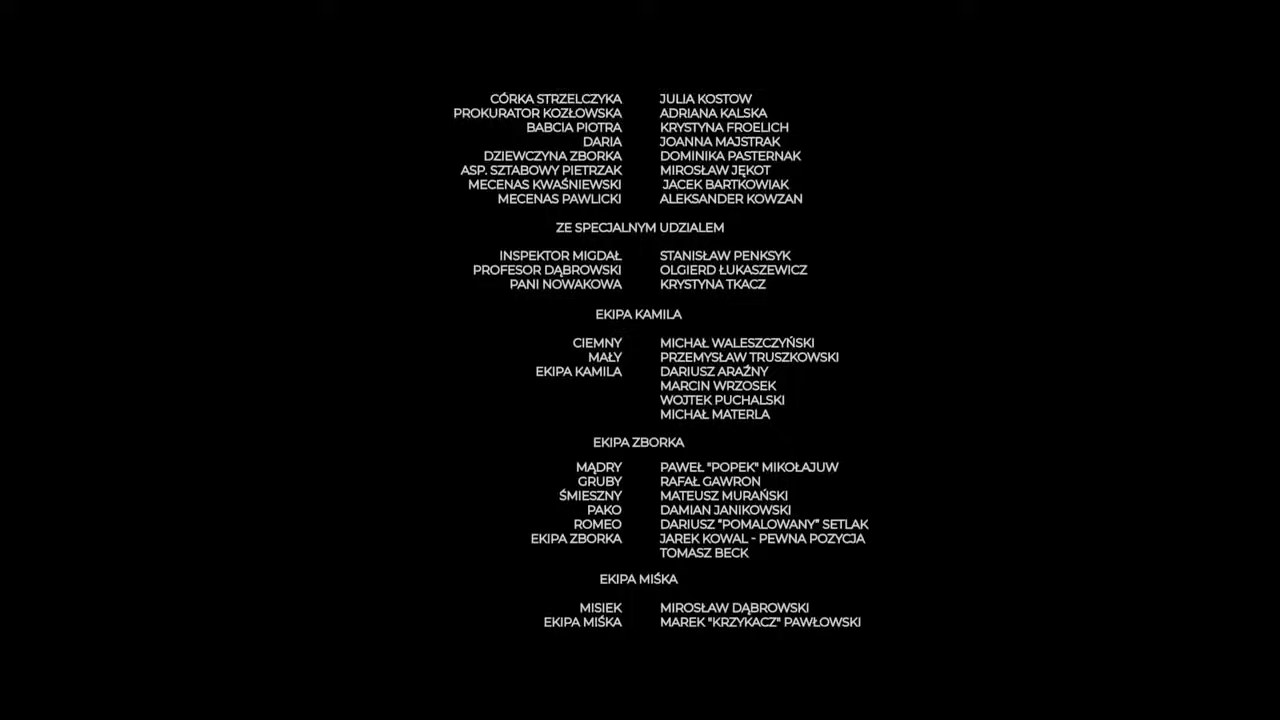 CÓRKA STRZELCZYKA JULIA KOSTOW
PROKURATOR KOZŁOWSKA ADRIANA KALSKA
BABCIA PIOTRA KRYSTYNA FROELICH
DARIA JOANNA MAJSTRAK
DZIEWCZYNA ZBORKA DOMINIKA PASTERNAK
ASP. SZTABOWY PIETRZAK MIROSŁAW JĘKOT
MECENAS KWAŚNIEWSKI JACEK BARTKOWIAK
MECENAS PAWLICKI ALEKSANDER KOWZAN
ZE SPECJALNYM UDZIALEM
INSPEKTOR MIGDAŁ STANISŁAW PENKSYK
PROFESOR DĄBROWSKI OLGIERD ŁUKASZEWICZ
PANI NOWAKOWA KRYSTYNA TKACZ
EKIPA KAMILA
CIEMNY MICHAŁ WALESZCZYŃSKI
MAŁY PRZEMYSŁAW TRUSZKOWSKI
EKIPA KAMILA DARIUSZ ARAŹNY
MARCIN WRZOSEK
WOJTEK PUCHALSKI
MICHAŁ MATERLA
EKIPA ZBORKA
MĄDRY PAWEŁ "POPEK" MIKOŁAJUW
GRUBY RAFAŁ GAWRON
ŚMIESZNY MATEUSZ MURAŃSKI
PAKO DAMIAN JANIKOWSKI
ROMEO DARIUSZ “POMALOWANY” SETLAK
EKIPA ZBORKA JAREK KOWAL - PEWNA POZYCJA
TOMASZ BECK
EKIPA MIŚKA
MISIEK MIROSŁAW DĄBROWSKI
EKIPA MIŚKA MAREK "KRZYKACZ" PAWŁOWSKI